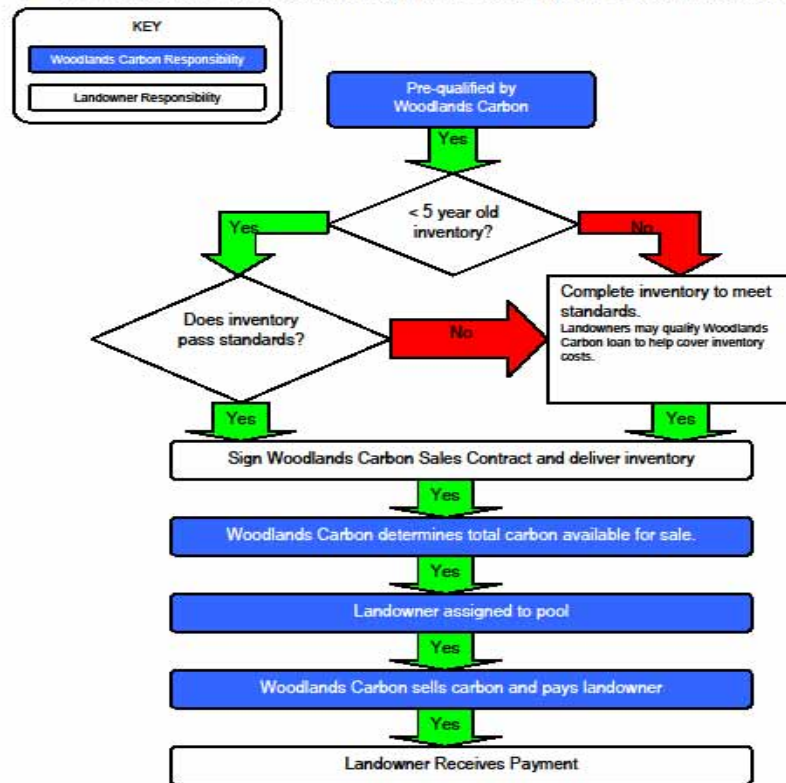 KEY
Woodlands Carbon Responsibility
Landowner Responsibility
Pre-qualified by
Woodlands Carbon
Yes
< 5 year old
inventory?
Yes
No
Does inventory
pass standards?
No
Complete inventory to meet
standards.
Landowners may qualify Woodlands
Carbon loan to help cover inventory
costs.
Yes
Yes
Sign Woodlands Carbon Sales Contract and deliver inventory
Yes
Woodlands Carbon determines total carbon available for sale.
Yes
Landowner assigned to pool
Yes
Woodlands Carbon sells carbon and pays landowner
Yes
Landowner Receives Payment